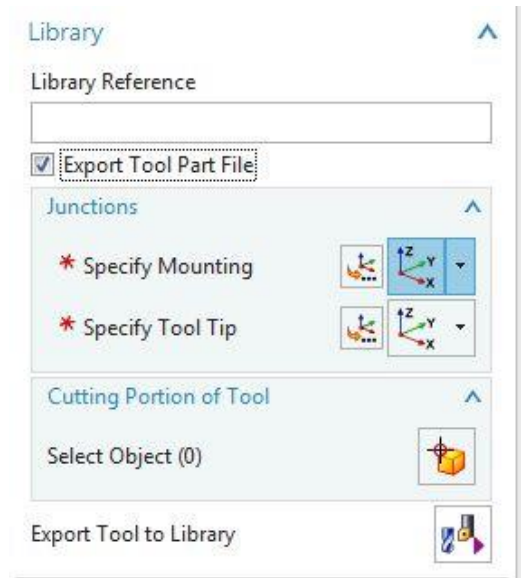 Library
Library Reference
Export Tool Part File
Junctions
* Specify Mounting
Z Y X
* Specify Tool Tip
Z Y X
Cutting Portion of Tool
Select Object (0)
Export Tool to Library